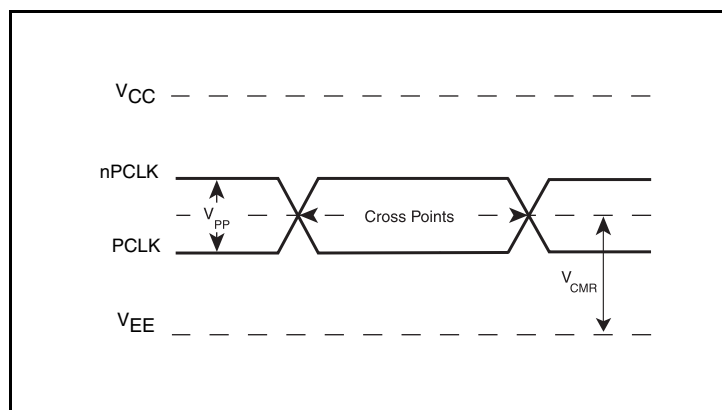 VCC
nPCLK
VPP
Cross Points
PCLK
VCMR
VEE